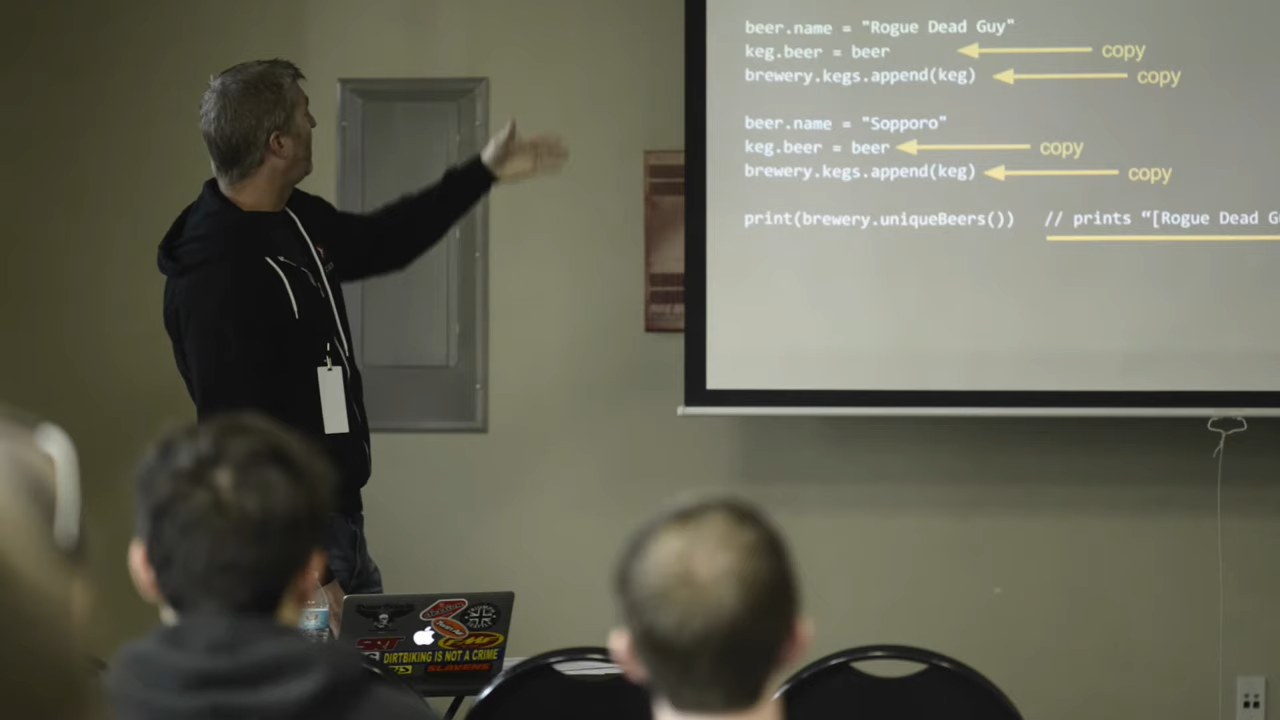 beer.name = "Rogue Dead Guy"
keg.beer = beer copy
brewery.kegs.append(keg) copy
beer.name = "Sopporo"
keg.beer = beer copy
brewery.kegs.append(keg) copy
print(brewery.uniqueBeers()) // prints “[Rogue Dead G
DIRTBIKING IS NOT A CRIME
SLAVENS